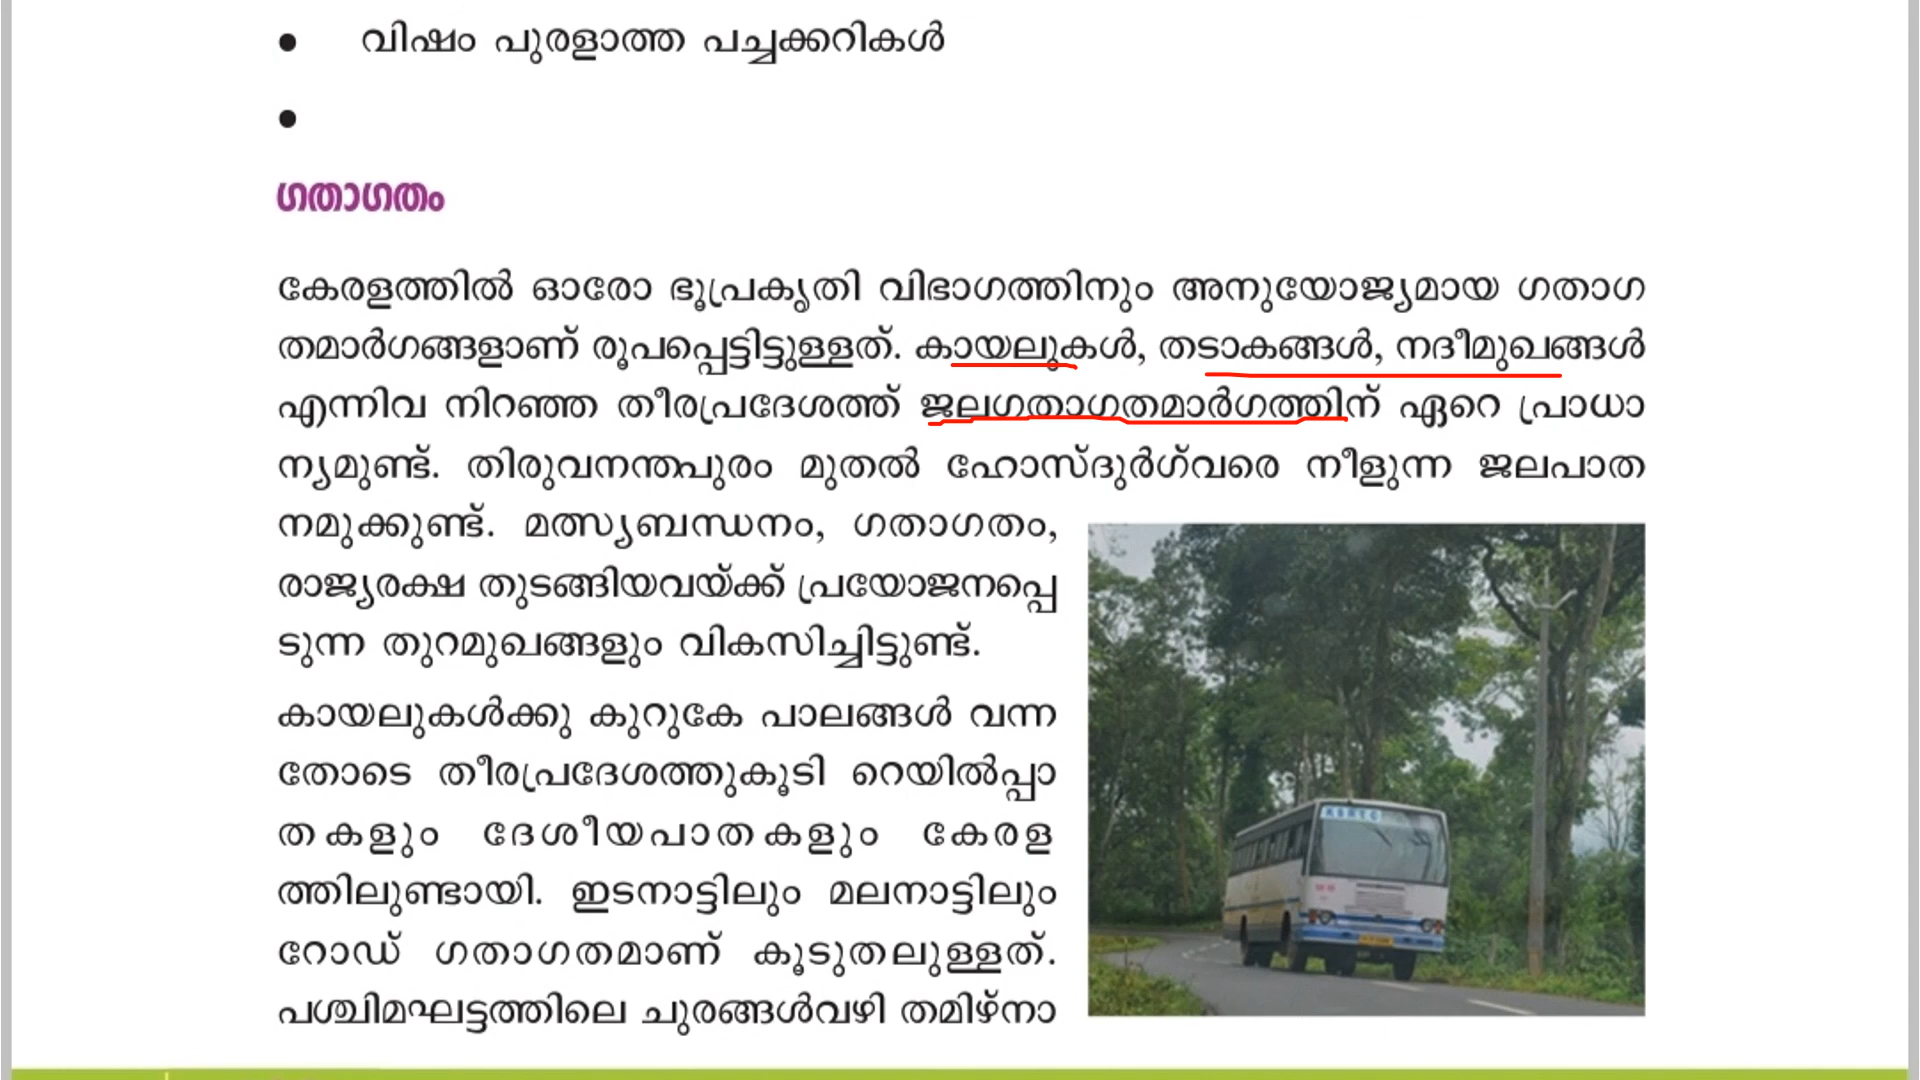 • വിഷം പുരളാത്ത പച്ചക്കറികൾ
•
ഗതാഗതം
കേരളത്തിൽ ഓരോ ഭൂപ്രകൃതി വിഭാഗത്തിനും അനുയോജ്യമായ ഗതാഗ
തമാർഗങ്ങളാണ് രൂപപ്പെട്ടിട്ടുള്ളത്. കായലുകൾ, തടാകങ്ങൾ, നദീമുഖങ്ങൾ
എന്നിവ നിറഞ്ഞ തീരപ്രദേശത്ത് ജലഗതാഗതമാർഗത്തിന് ഏറെ പ്രാധാ
ന്യമുണ്ട്. തിരുവനന്തപുരം മുതൽ ഹോസ്ദുർഗ്‌വരെ നീളുന്ന ജലപാത
നമുക്കുണ്ട്. മത്സ്യബന്ധനം, ഗതാഗതം,
രാജ്യരക്ഷ തുടങ്ങിയവയ്ക്ക് പ്രയോജനപ്പെ
ടുന്ന തുറമുഖങ്ങളും വികസിച്ചിട്ടുണ്ട്.
കായലുകൾക്കു കുറുകേ പാലങ്ങൾ വന്ന
തോടെ തീരപ്രദേശത്തുകൂടി റെയിൽപ്പാ
തകളും ദേശീയപാതകളും കേരള
ത്തിലുണ്ടായി. ഇടനാട്ടിലും മലനാട്ടിലും
റോഡ് ഗതാഗതമാണ് കൂടുതലുള്ളത്.
പശ്ചിമഘട്ടത്തിലെ ചുരങ്ങൾവഴി തമിഴ്നാ